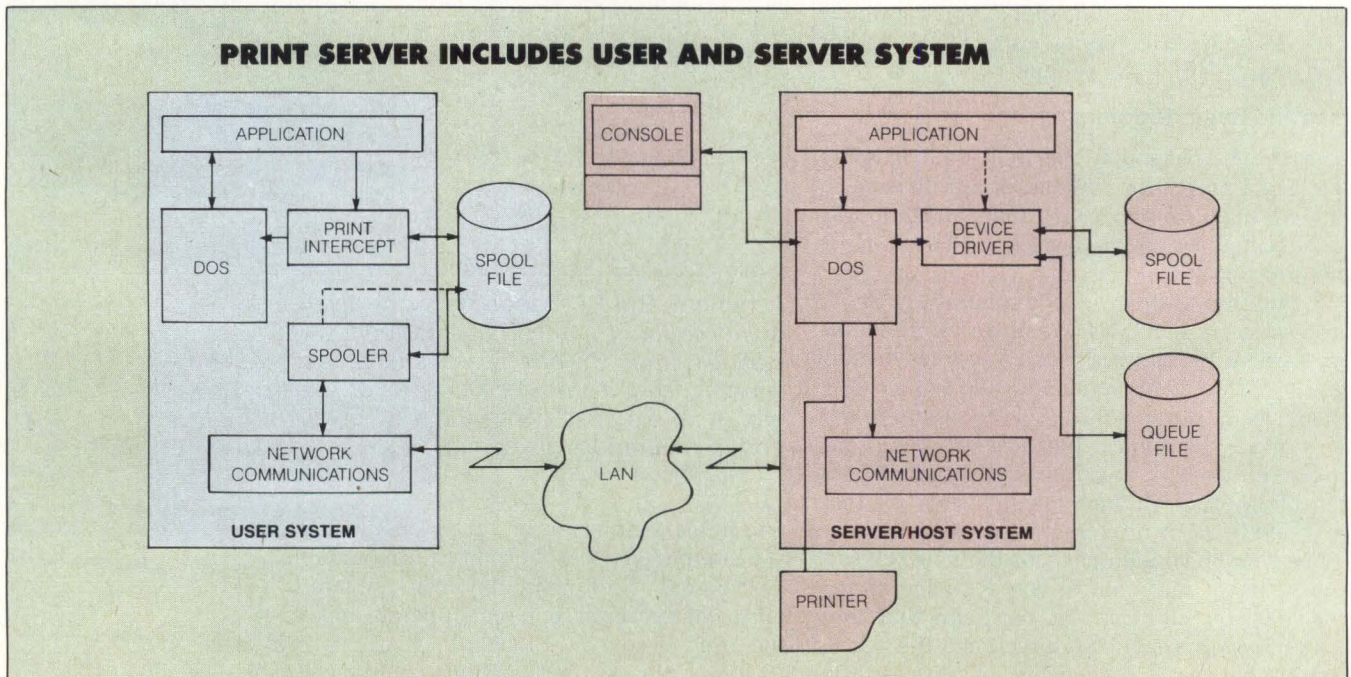 PRINT SERVER INCLUDES USER AND SERVER SYSTEM
APPLICATION
DOS
PRINT
INTERCEPT
SPOOL
FILE
SPOOLER
NETWORK
COMMUNICATIONS
USER SYSTEM
CONSOLE
LAN
APPLICATION
DOS
DEVICE
DRIVER
SPOOL
FILE
QUEUE
FILE
NETWORK
COMMUNICATIONS
SERVER/HOST SYSTEM
PRINTER